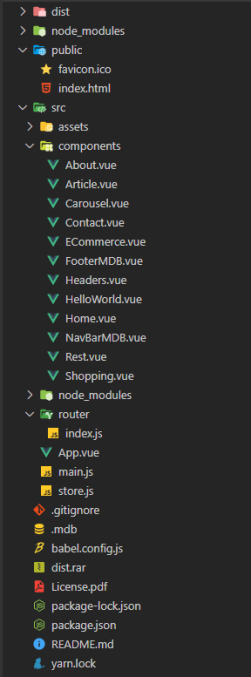 dist
node_modules
public
favicon.ico
index.html
src
assets
components
About.vue
Article.vue
Carousel.vue
Contact.vue
ECommerce.vue
FooterMDB.vue
Headers.vue
HelloWorld.vue
Home.vue
NavBarMDB.vue
Rest.vue
Shopping.vue
node_modules
router
index.js
App.vue
main.js
store.js
.gitignore
.mdb
babel.config.js
dist.rar
License.pdf
package-lock.json
package.json
README.md
yarn.lock